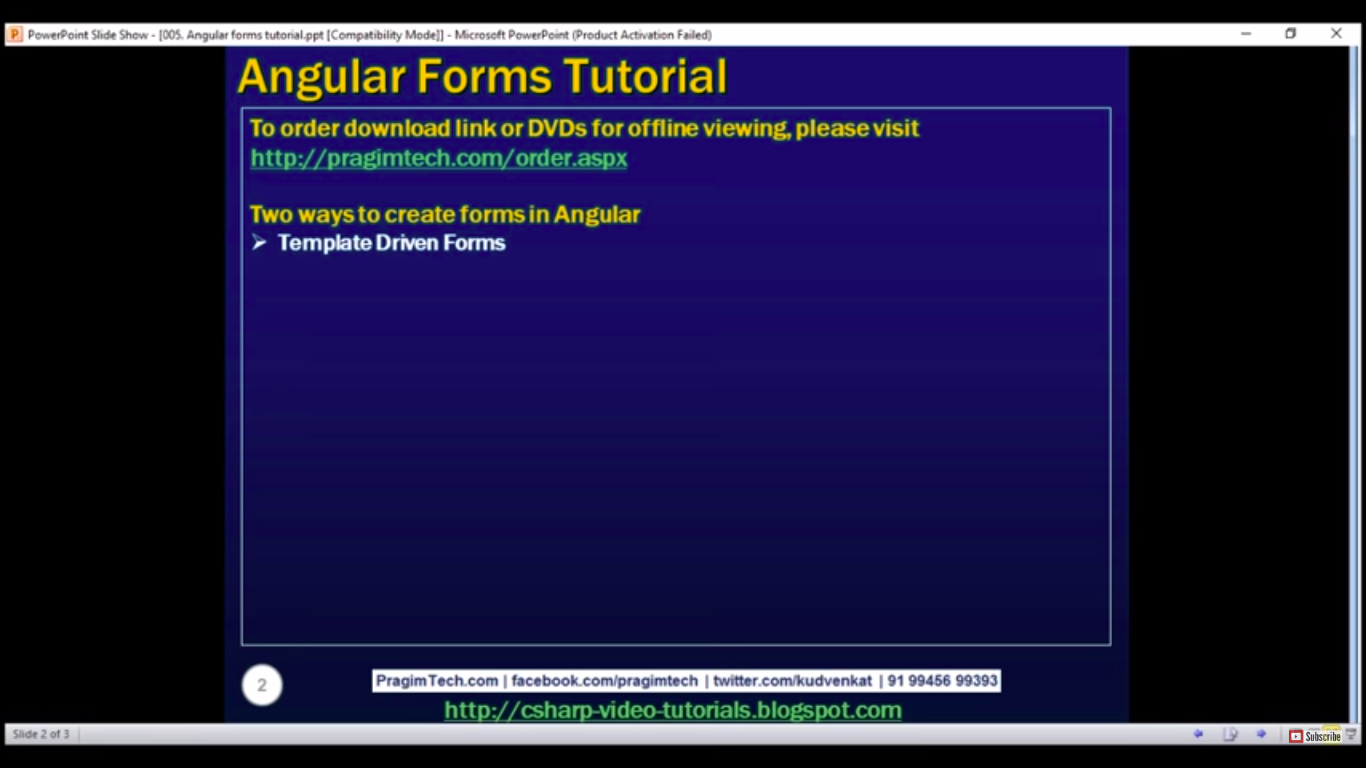 PowerPoint Slide Show - [005. Angular forms tutorial.ppt [Compatibility Mode]] - Microsoft PowerPoint (Product Activation Failed)
Angular Forms Tutorial
To order download link or DVDs for offline viewing, please visit
http://pragimtech.com/order.aspx
Two ways to create forms in Angular
Template Driven Forms
2
PragimTech.com | facebook.com/pragimtech | twitter.com/kudvenkat | 91 99456 99393
http://csharp-video-tutorials.blogspot.com
Slide 2 of 3
Subscribe